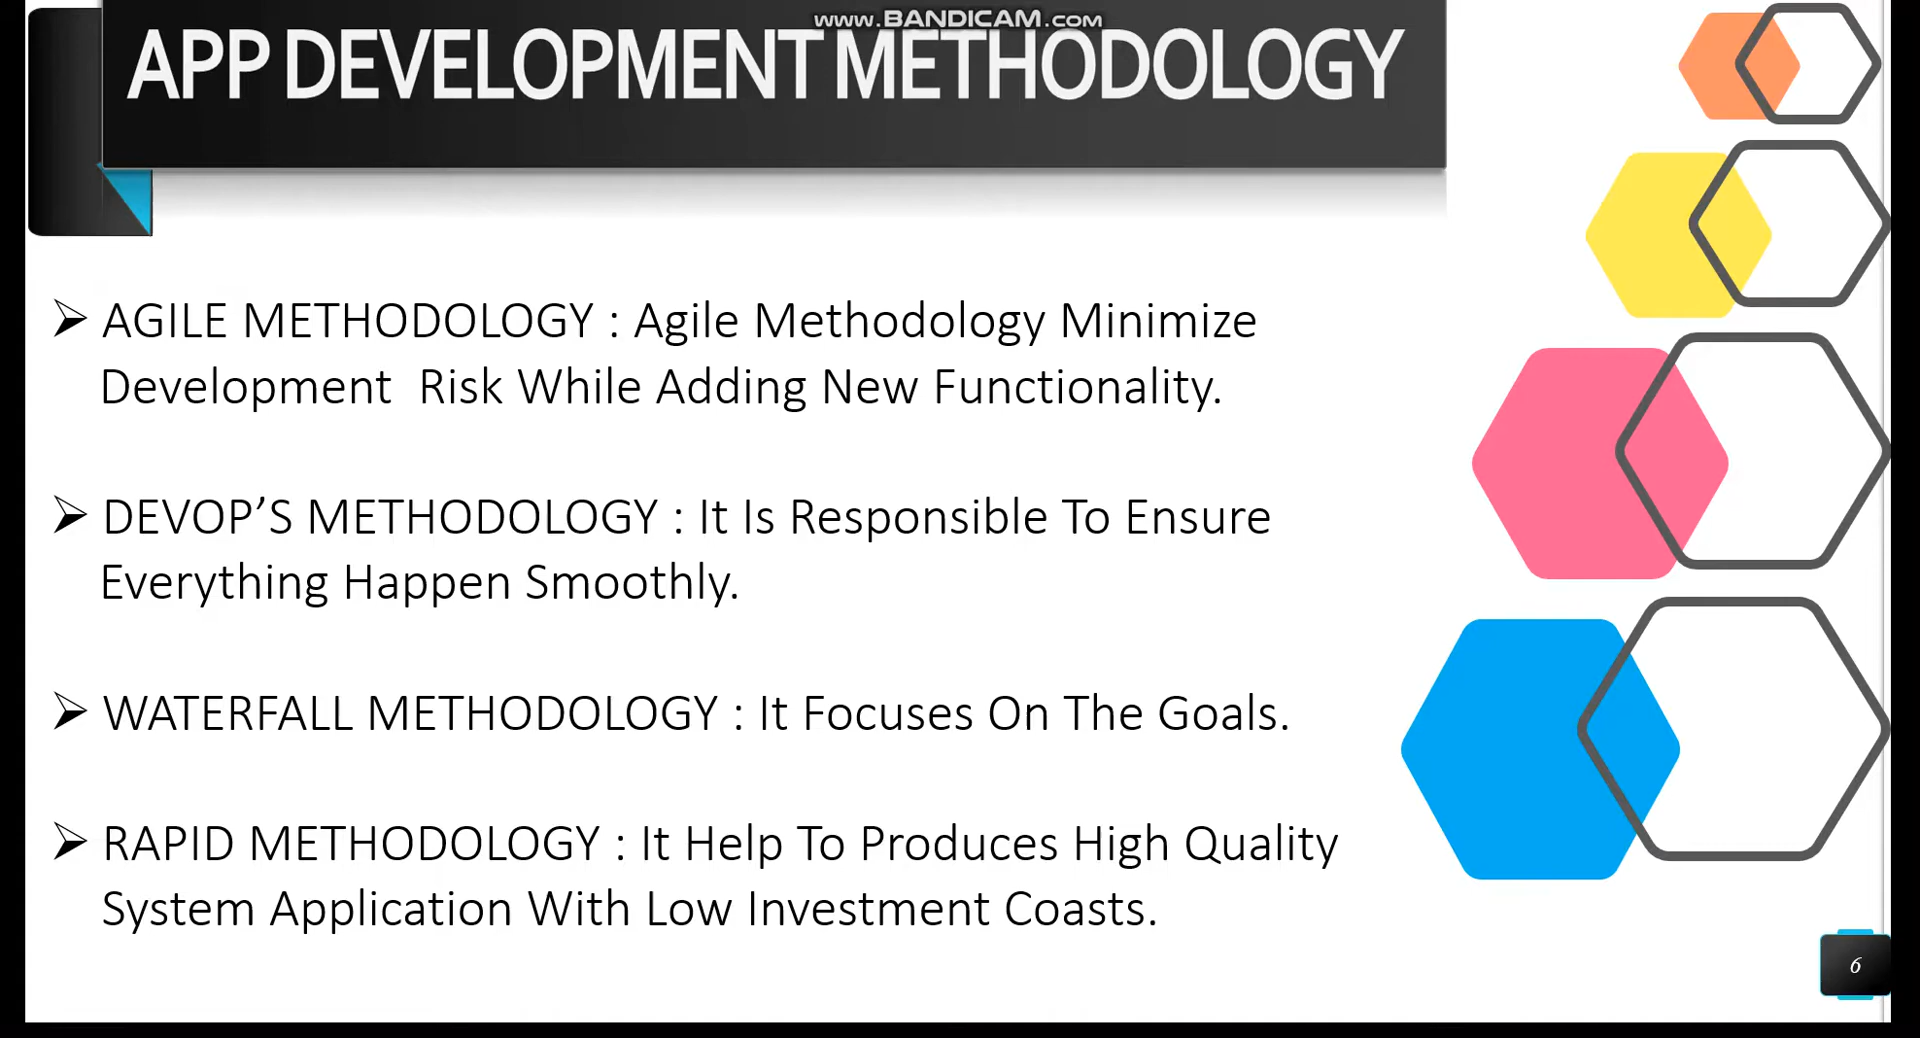 www.BANDICAM.com
APP DEVELOPMENT METHODOLOGY
➢ AGILE METHODOLOGY : Agile Methodology Minimize
Development Risk While Adding New Functionality.
➢ DEVOP’S METHODOLOGY : It Is Responsible To Ensure
Everything Happen Smoothly.
➢ WATERFALL METHODOLOGY : It Focuses On The Goals.
➢ RAPID METHODOLOGY : It Help To Produces High Quality
System Application With Low Investment Coasts.
6